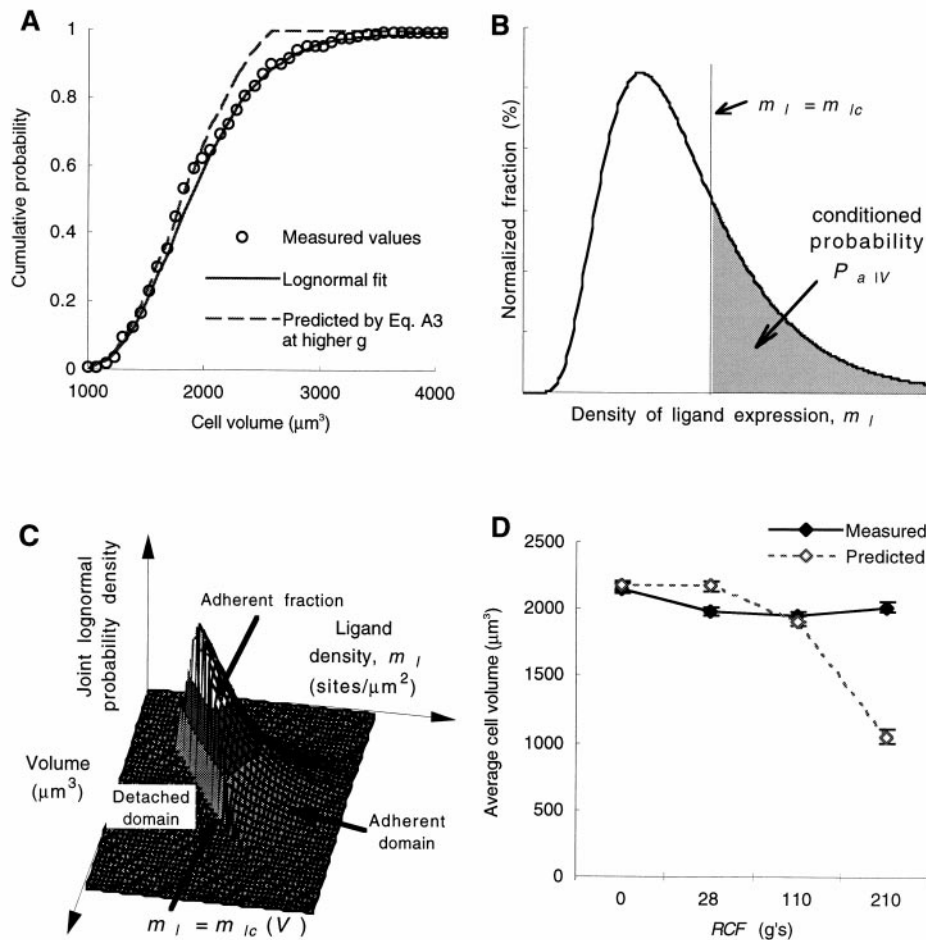 A
Cumulative probability
1
0.8
0.6
0.4
0.2
0
1000
2000
3000
4000
Cell volume (μm³)
Measured values
Lognormal fit
Predicted by Eq. A3
at higher g
B
Normalized fraction (%)
m l = m lc
conditioned
probability
P a lV
Density of ligand expression, m l
C
Joint lognormal
probability density
Adherent fraction
Ligand
density, m l
(sites/μm²)
Volume
(μm³)
Detached
domain
Adherent
domain
m l = m lc (V)
D
Measured
Predicted
Average cell volume (μm³)
2500
2000
1500
1000
500
0
0
28
110
210
RCF (g's)